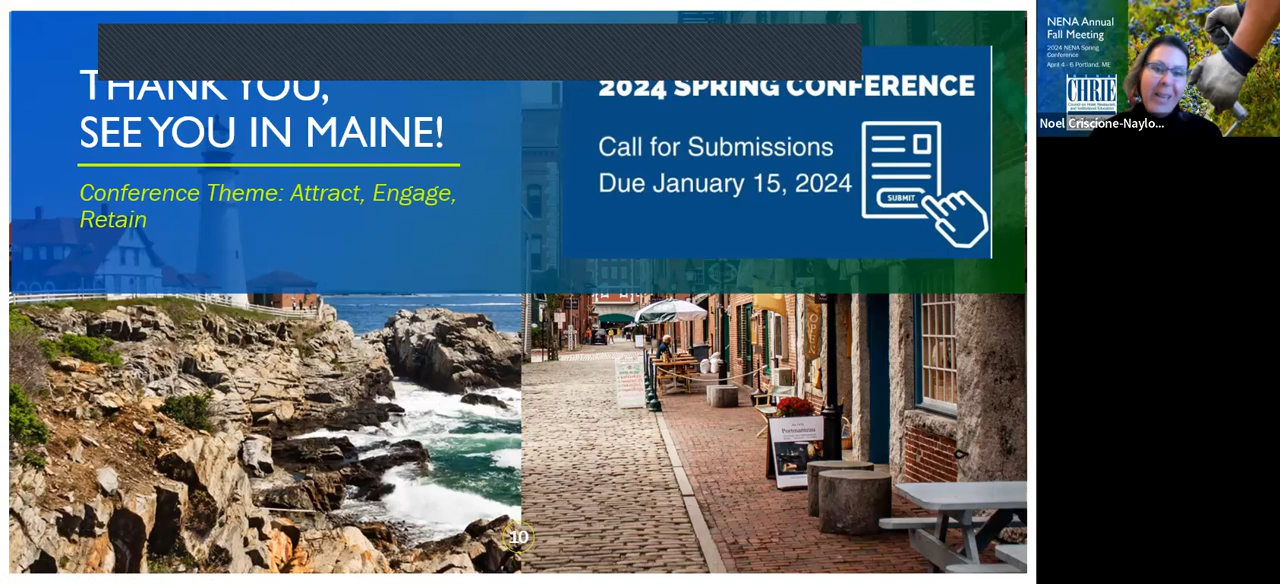 THANK YOU,
SEE YOU IN MAINE!
Conference Theme: Attract, Engage,
Retain
2024 SPRING CONFERENCE
Call for Submissions
Due January 15, 2024
SUBMIT
OPEN
Portmanteau
10
NENA Annual
Fall Meeting
2024 NENA Spring
Conference
April 4 - 6 Portland, ME
CHRIE
Noel Criscione-Naylo...